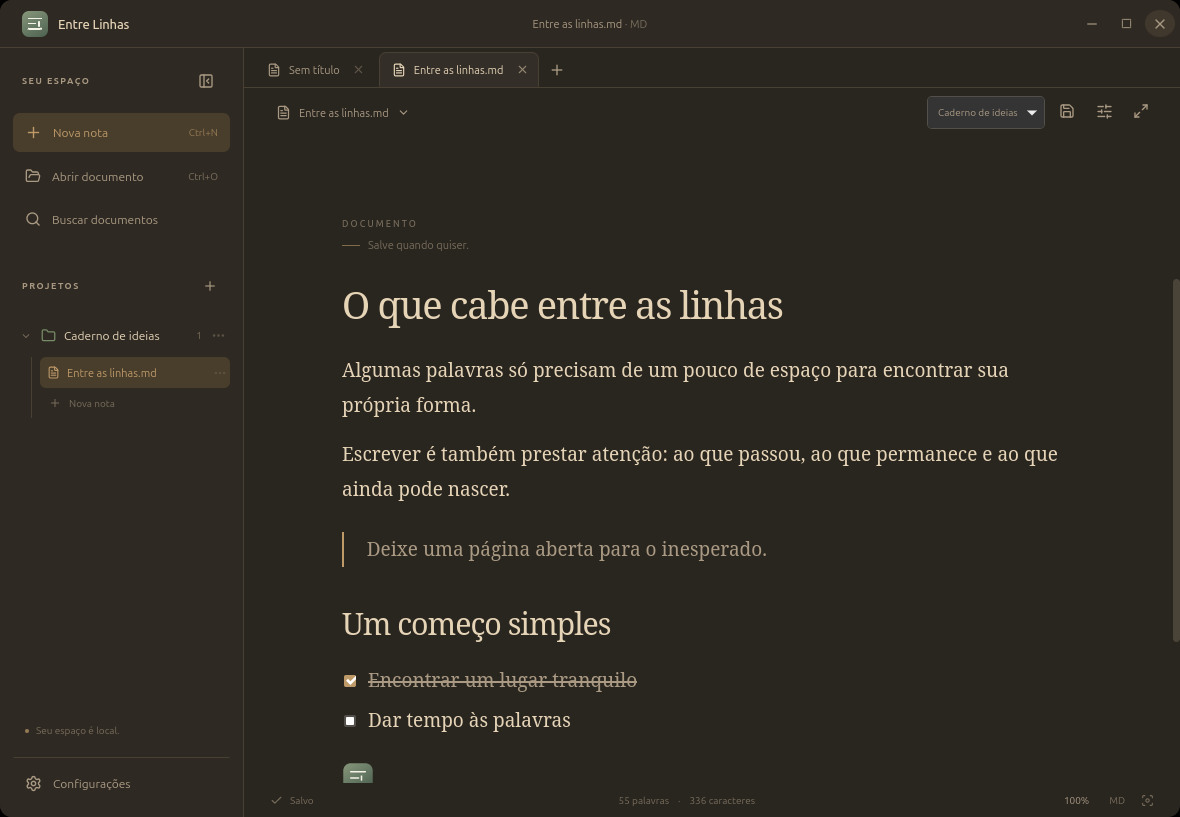 Entre Linhas
Entre as linhas.md · MD
SEU ESPAÇO
Nova nota Ctrl+N
Abrir documento Ctrl+O
Buscar documentos
PROJETOS
Caderno de ideias 1
Entre as linhas.md
Nova nota
Seu espaço é local.
Configurações
Sem título
Entre as linhas.md
Entre as linhas.md
Caderno de ideias
DOCUMENTO
Salve quando quiser.
O que cabe entre as linhas
Algumas palavras só precisam de um pouco de espaço para encontrar sua
própria forma.
Escrever é também prestar atenção: ao que passou, ao que permanece e ao que
ainda pode nascer.
Deixe uma página aberta para o inesperado.
Um começo simples
Encontrar um lugar tranquilo
Dar tempo às palavras
Salvo
55 palavras · 336 caracteres
100%
MD